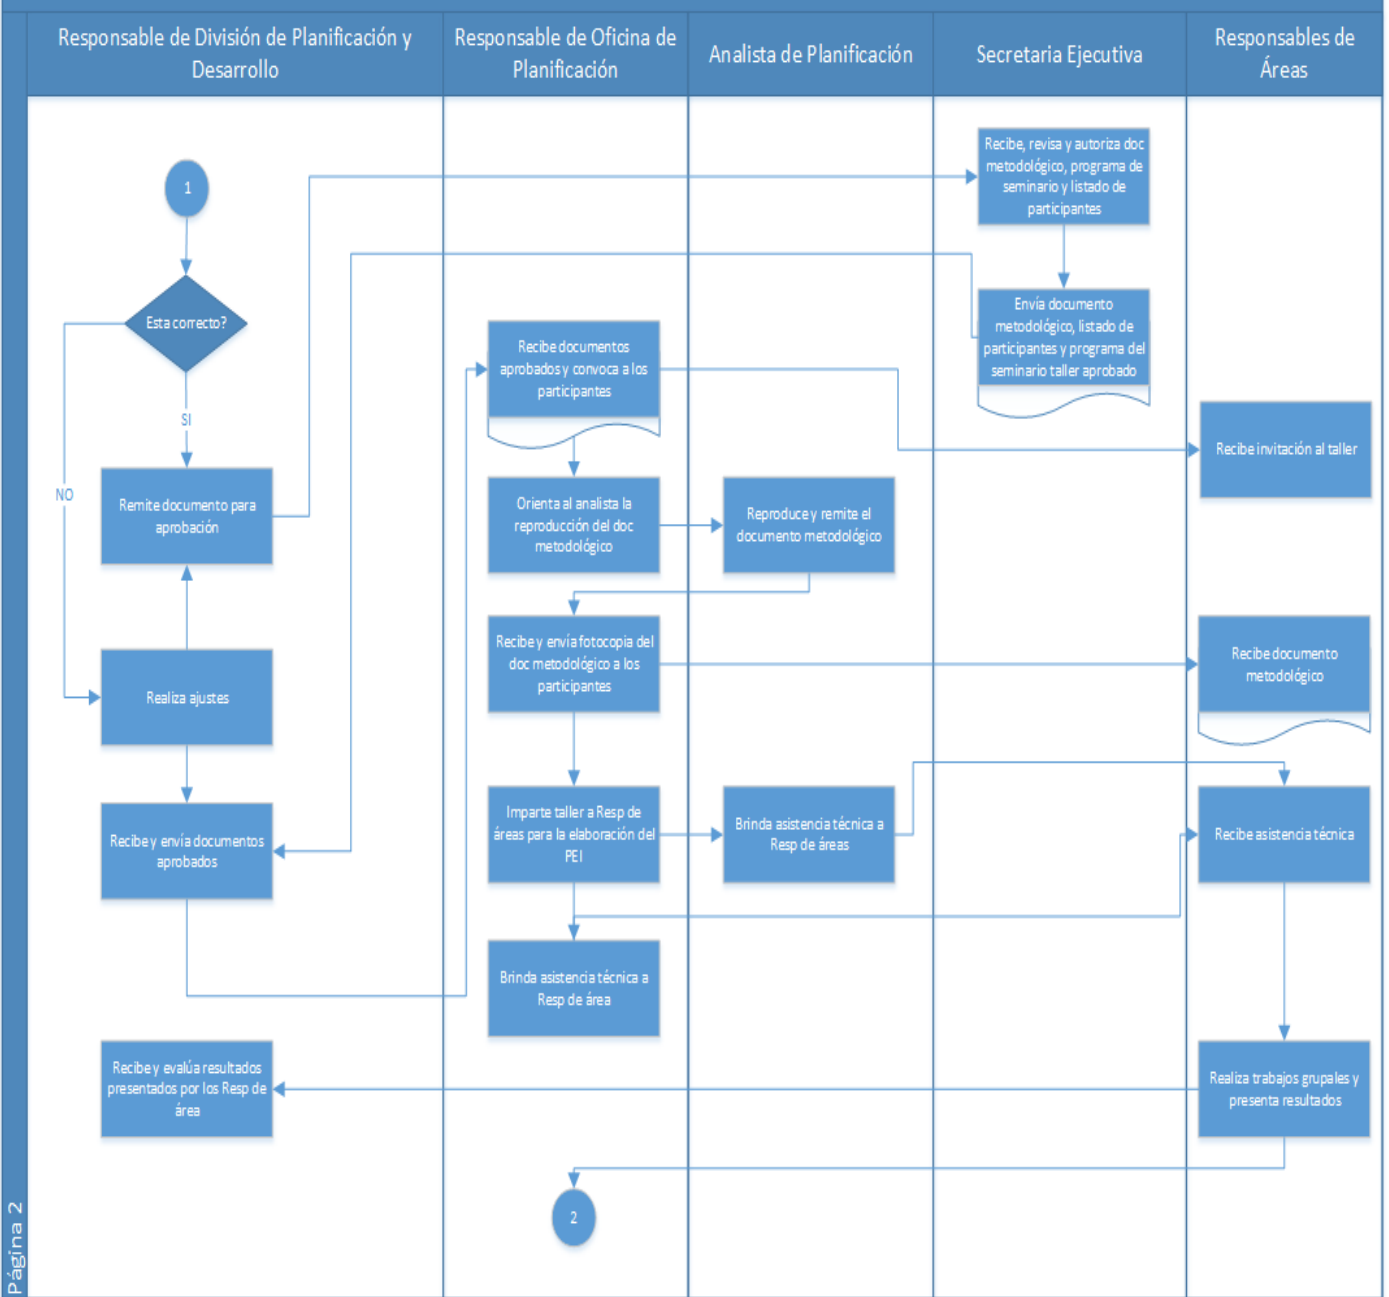 Responsable de División de Planificación y
Desarrollo
Responsable de Oficina de
Planificación
Analista de Planificación
Secretaria Ejecutiva
Responsables de
Áreas
1
Esta correcto?
SI
NO
Remite documento para
aprobación
Realiza ajustes
Recibe y envía documentos
aprobados
Recibe y evalúa resultados
presentados por los Resp de
área
Recibe documentos
aprobados y convoca a los
participantes
Orienta al analista la
reproducción del doc
metodológico
Recibe y envía fotocopia del
doc metodológico a los
participantes
Imparte taller a Resp de
áreas para la elaboración del
PEI
Brinda asistencia técnica a
Resp de área
2
Reproduce y remite el
documento metodológico
Brinda asistencia técnica a
Resp de áreas
Recibe, revisa y autoriza doc
metodológico, programa de
seminario y listado de
participantes
Envía documento
metodológico, listado de
participantes y programa del
seminario taller aprobado
Recibe invitación al taller
Recibe documento
metodológico
Recibe asistencia técnica
Realiza trabajos grupales y
presenta resultados
Página 2